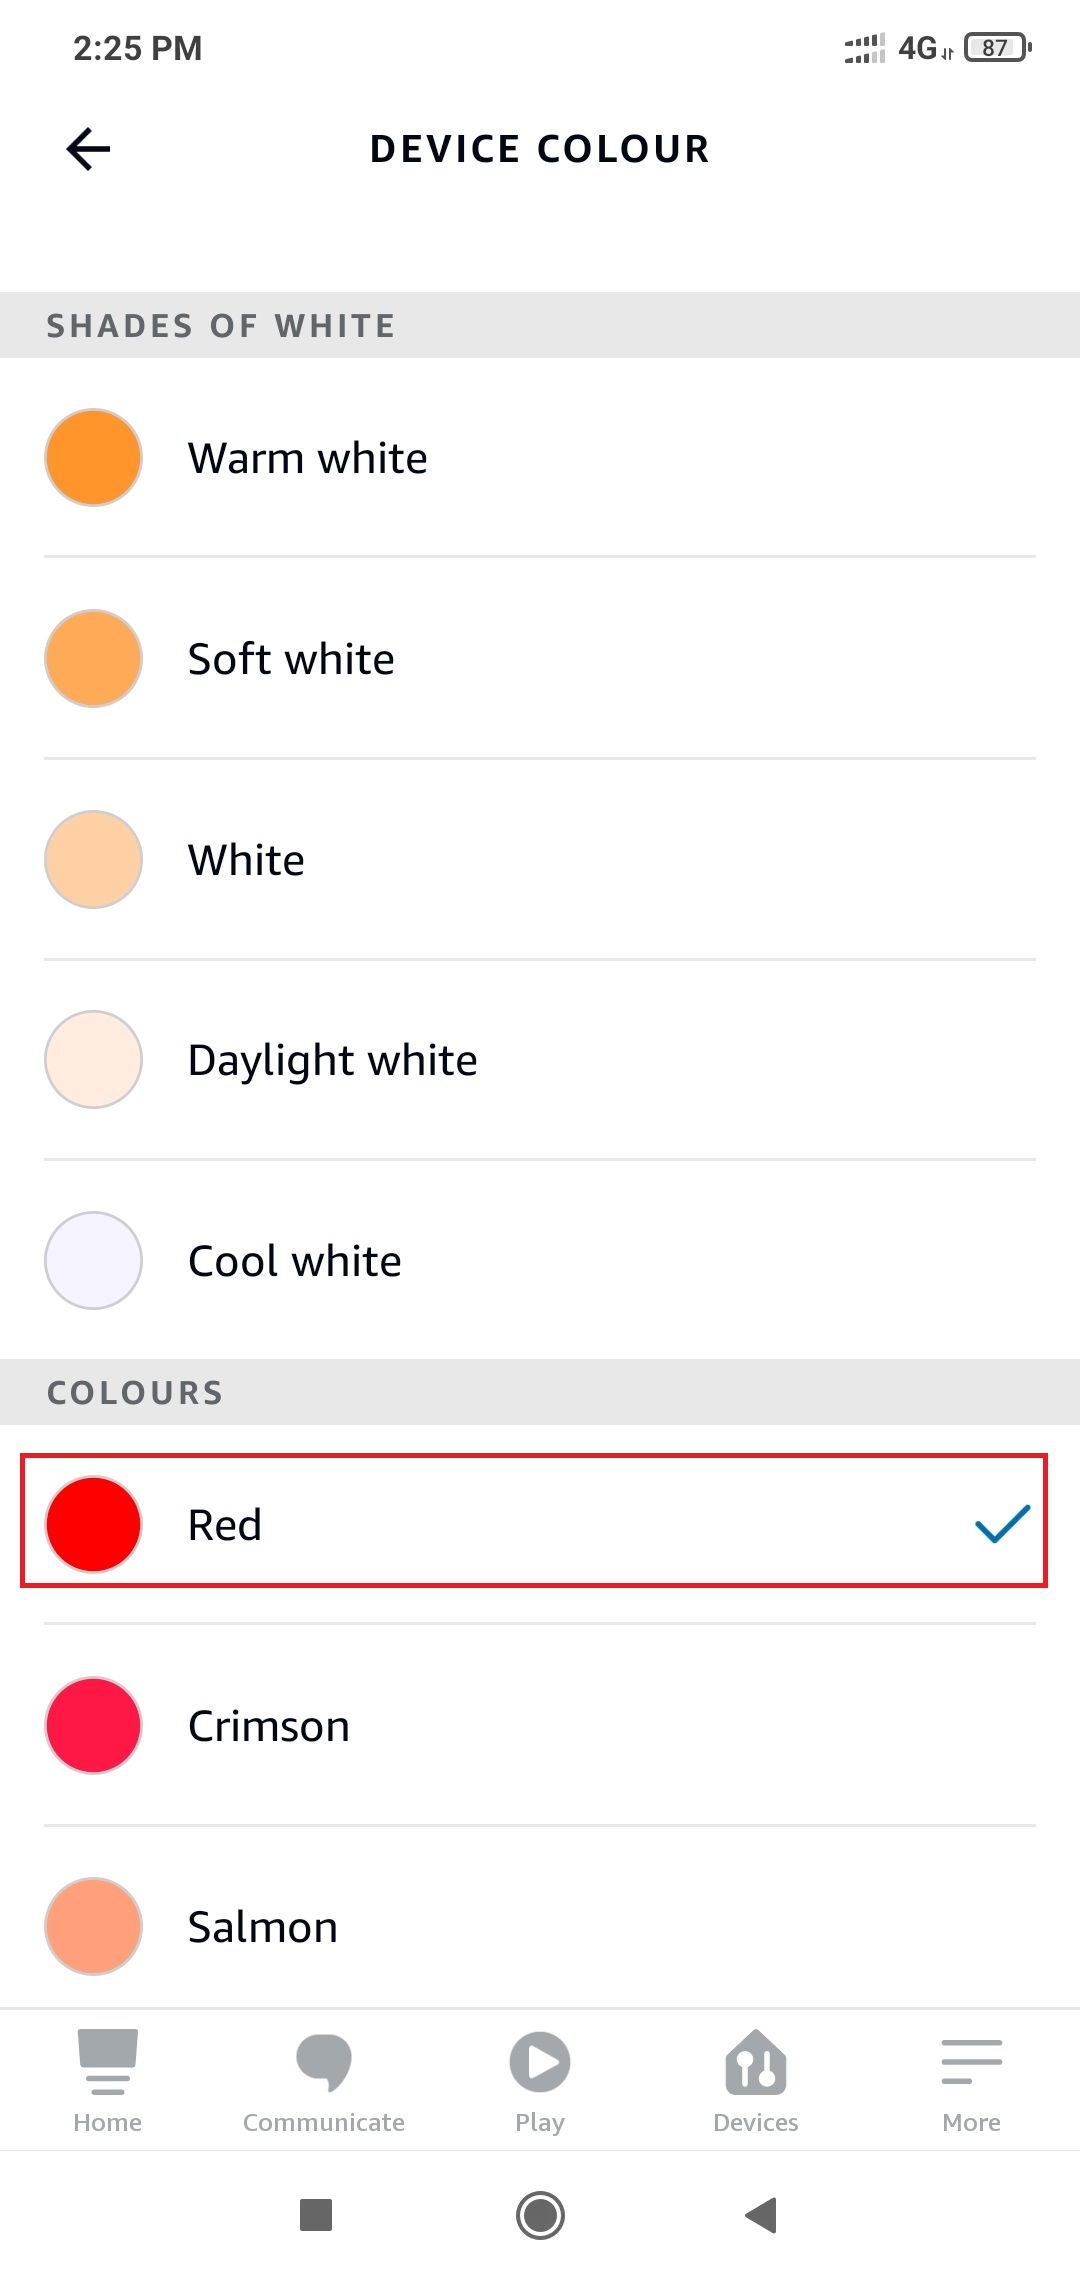 2:25 PM 4G 87
DEVICE COLOUR
SHADES OF WHITE
Warm white
Soft white
White
Daylight white
Cool white
COLOURS
Red
Crimson
Salmon
Home Communicate Play Devices More